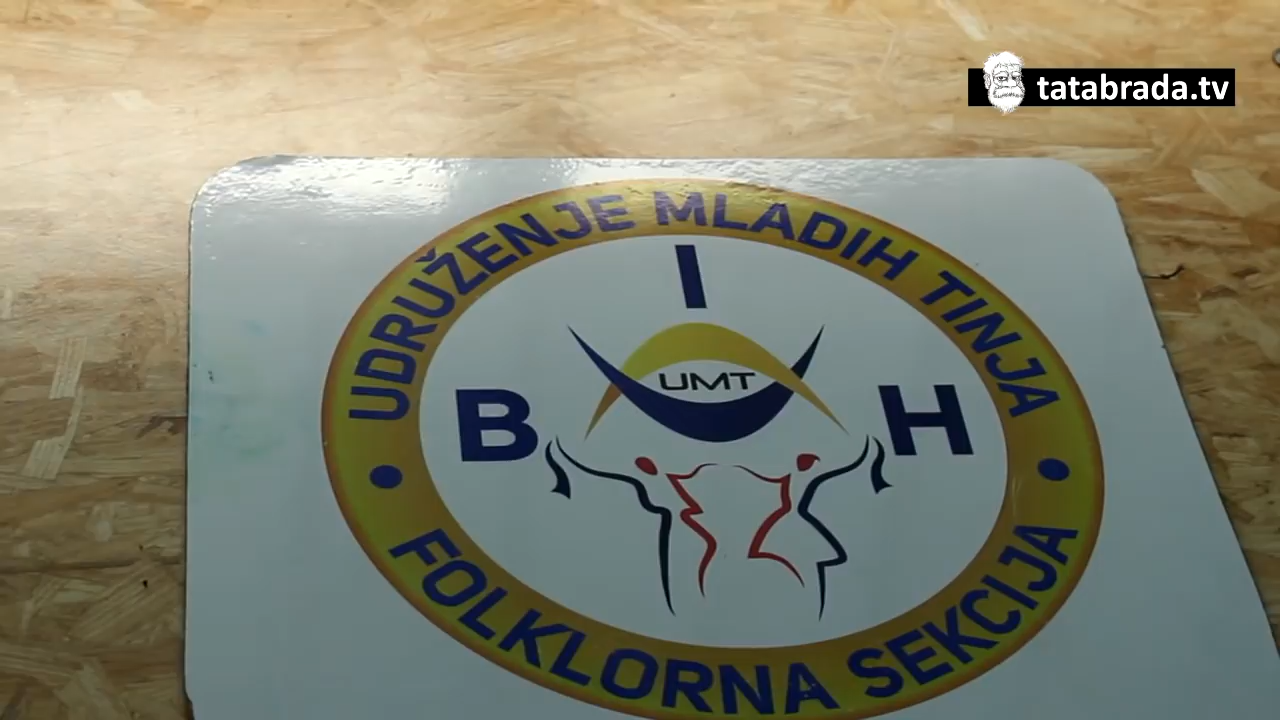 tatabrada.tv
UDRUŽENJE MLADIH TINJA
I
B
H
UMT
FOLKLORNA SEKCIJA